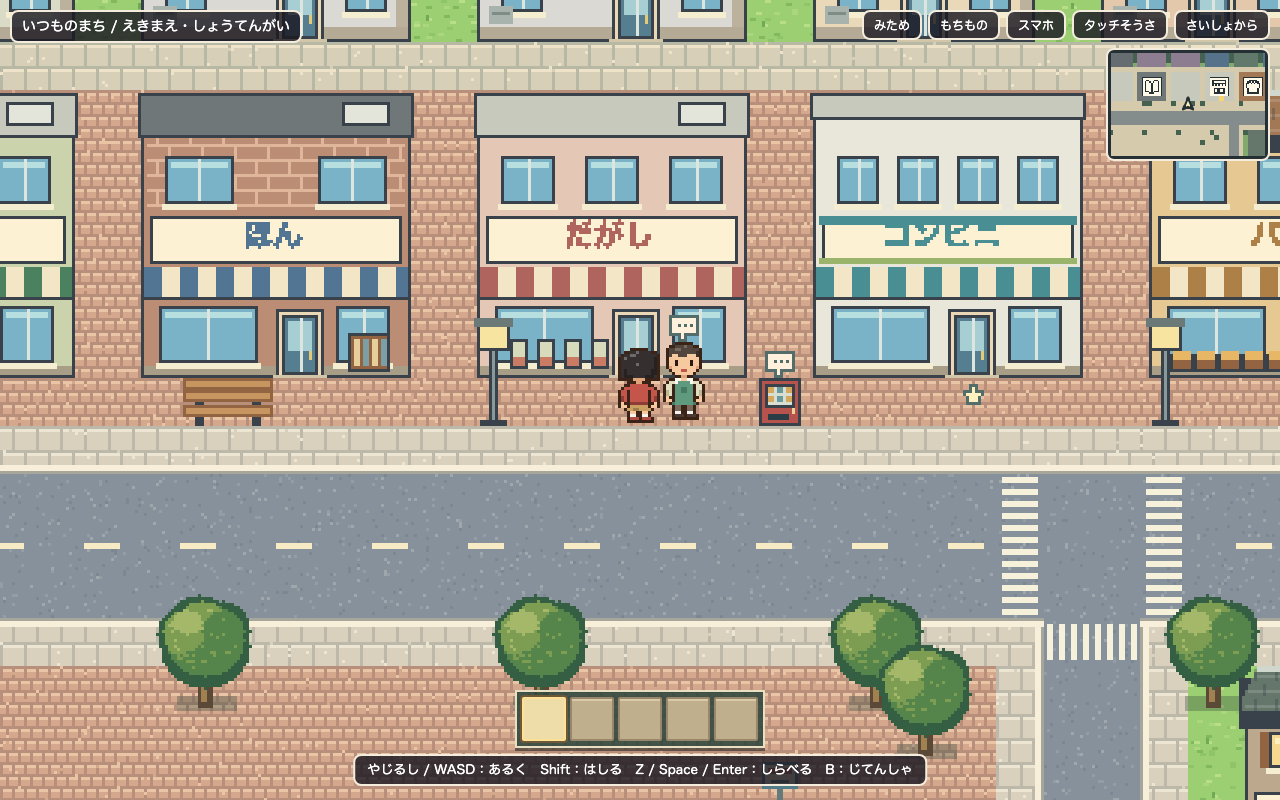 いつものまち / えきまえ・しょうてんがい
みため
もちもの
スマホ
タッチそうさ
さいしょから
ほん
だがし
コンビニ
パ
やじるし / WASD：あるく Shift：はしる Z / Space / Enter：しらべる B：じてんしゃ